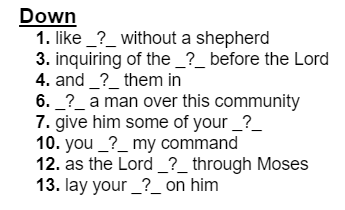 Down
1. like _?_ without a shepherd
3. inquiring of the _?_ before the Lord
4. and _?_ them in
6. _?_ a man over this community
7. give him some of your _?_
10. you _?_ my command
12. as the Lord _?_ through Moses
13. lay your _?_ on him